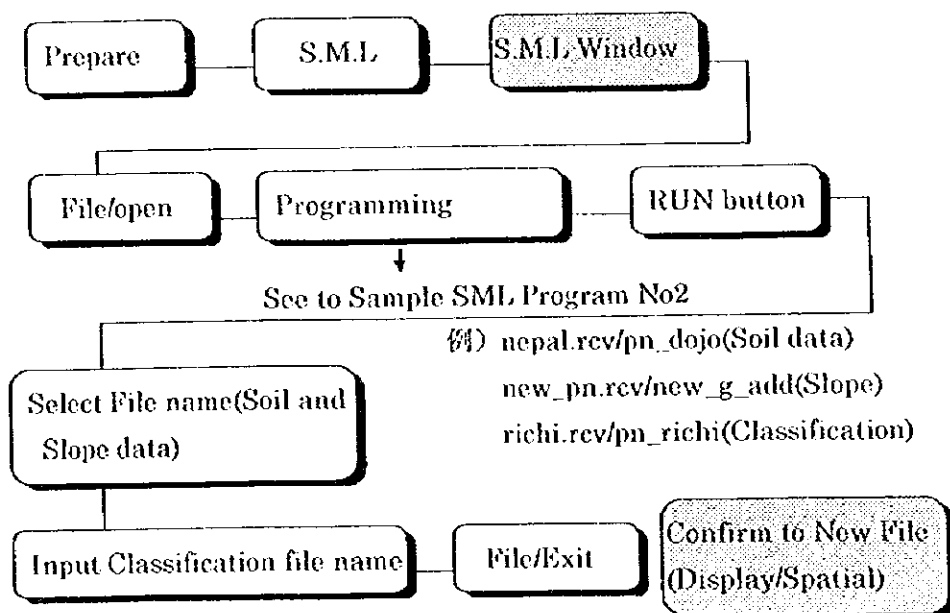 Prepare
S.M.L
S.M.L Window
File/open
Programming
RUN button
See to Sample SML Program No2
例）nepal.rcv/pn_dojo(Soil data)
new_pn.rcv/new_g_add(Slope)
richi.rcv/pn_richi(Classification)
Select File name(Soil and
Slope data)
Input Classification file name
File/Exit
Confirm to New File
(Display/Spatial)